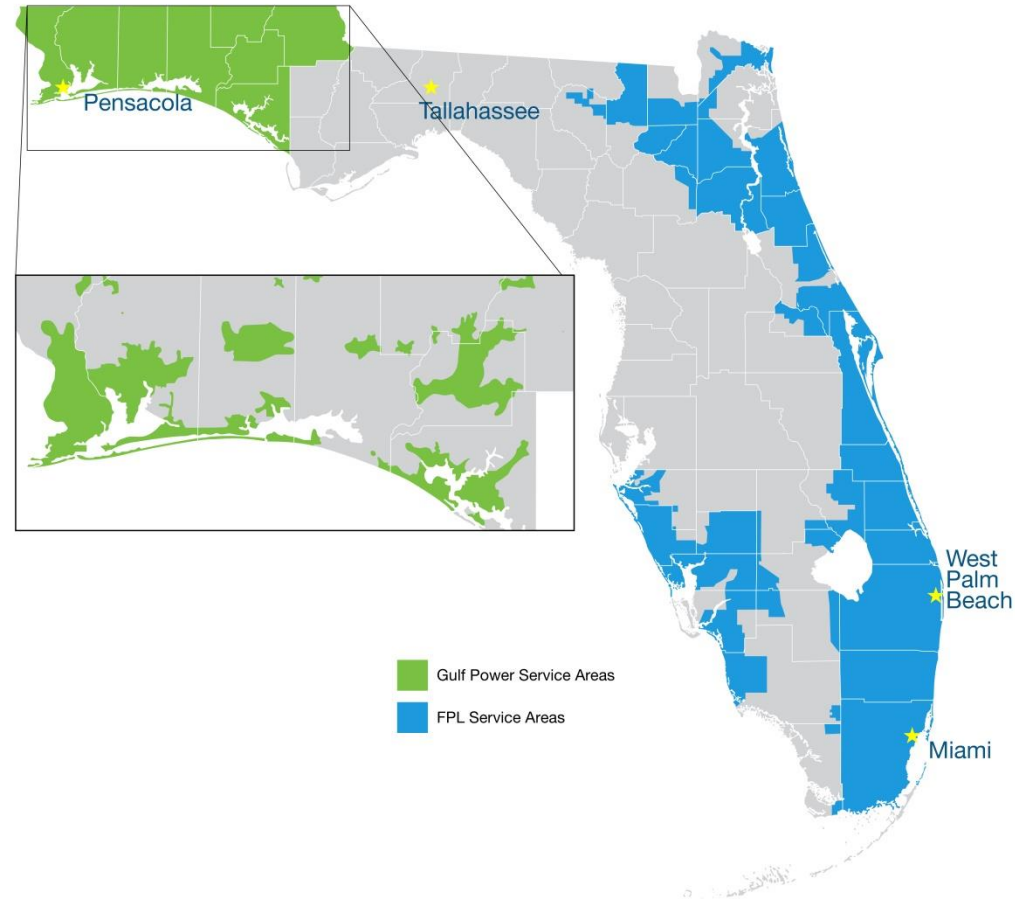 Pensacola
Tallahassee
West
Palm
Beach
Gulf Power Service Areas
FPL Service Areas
Miami